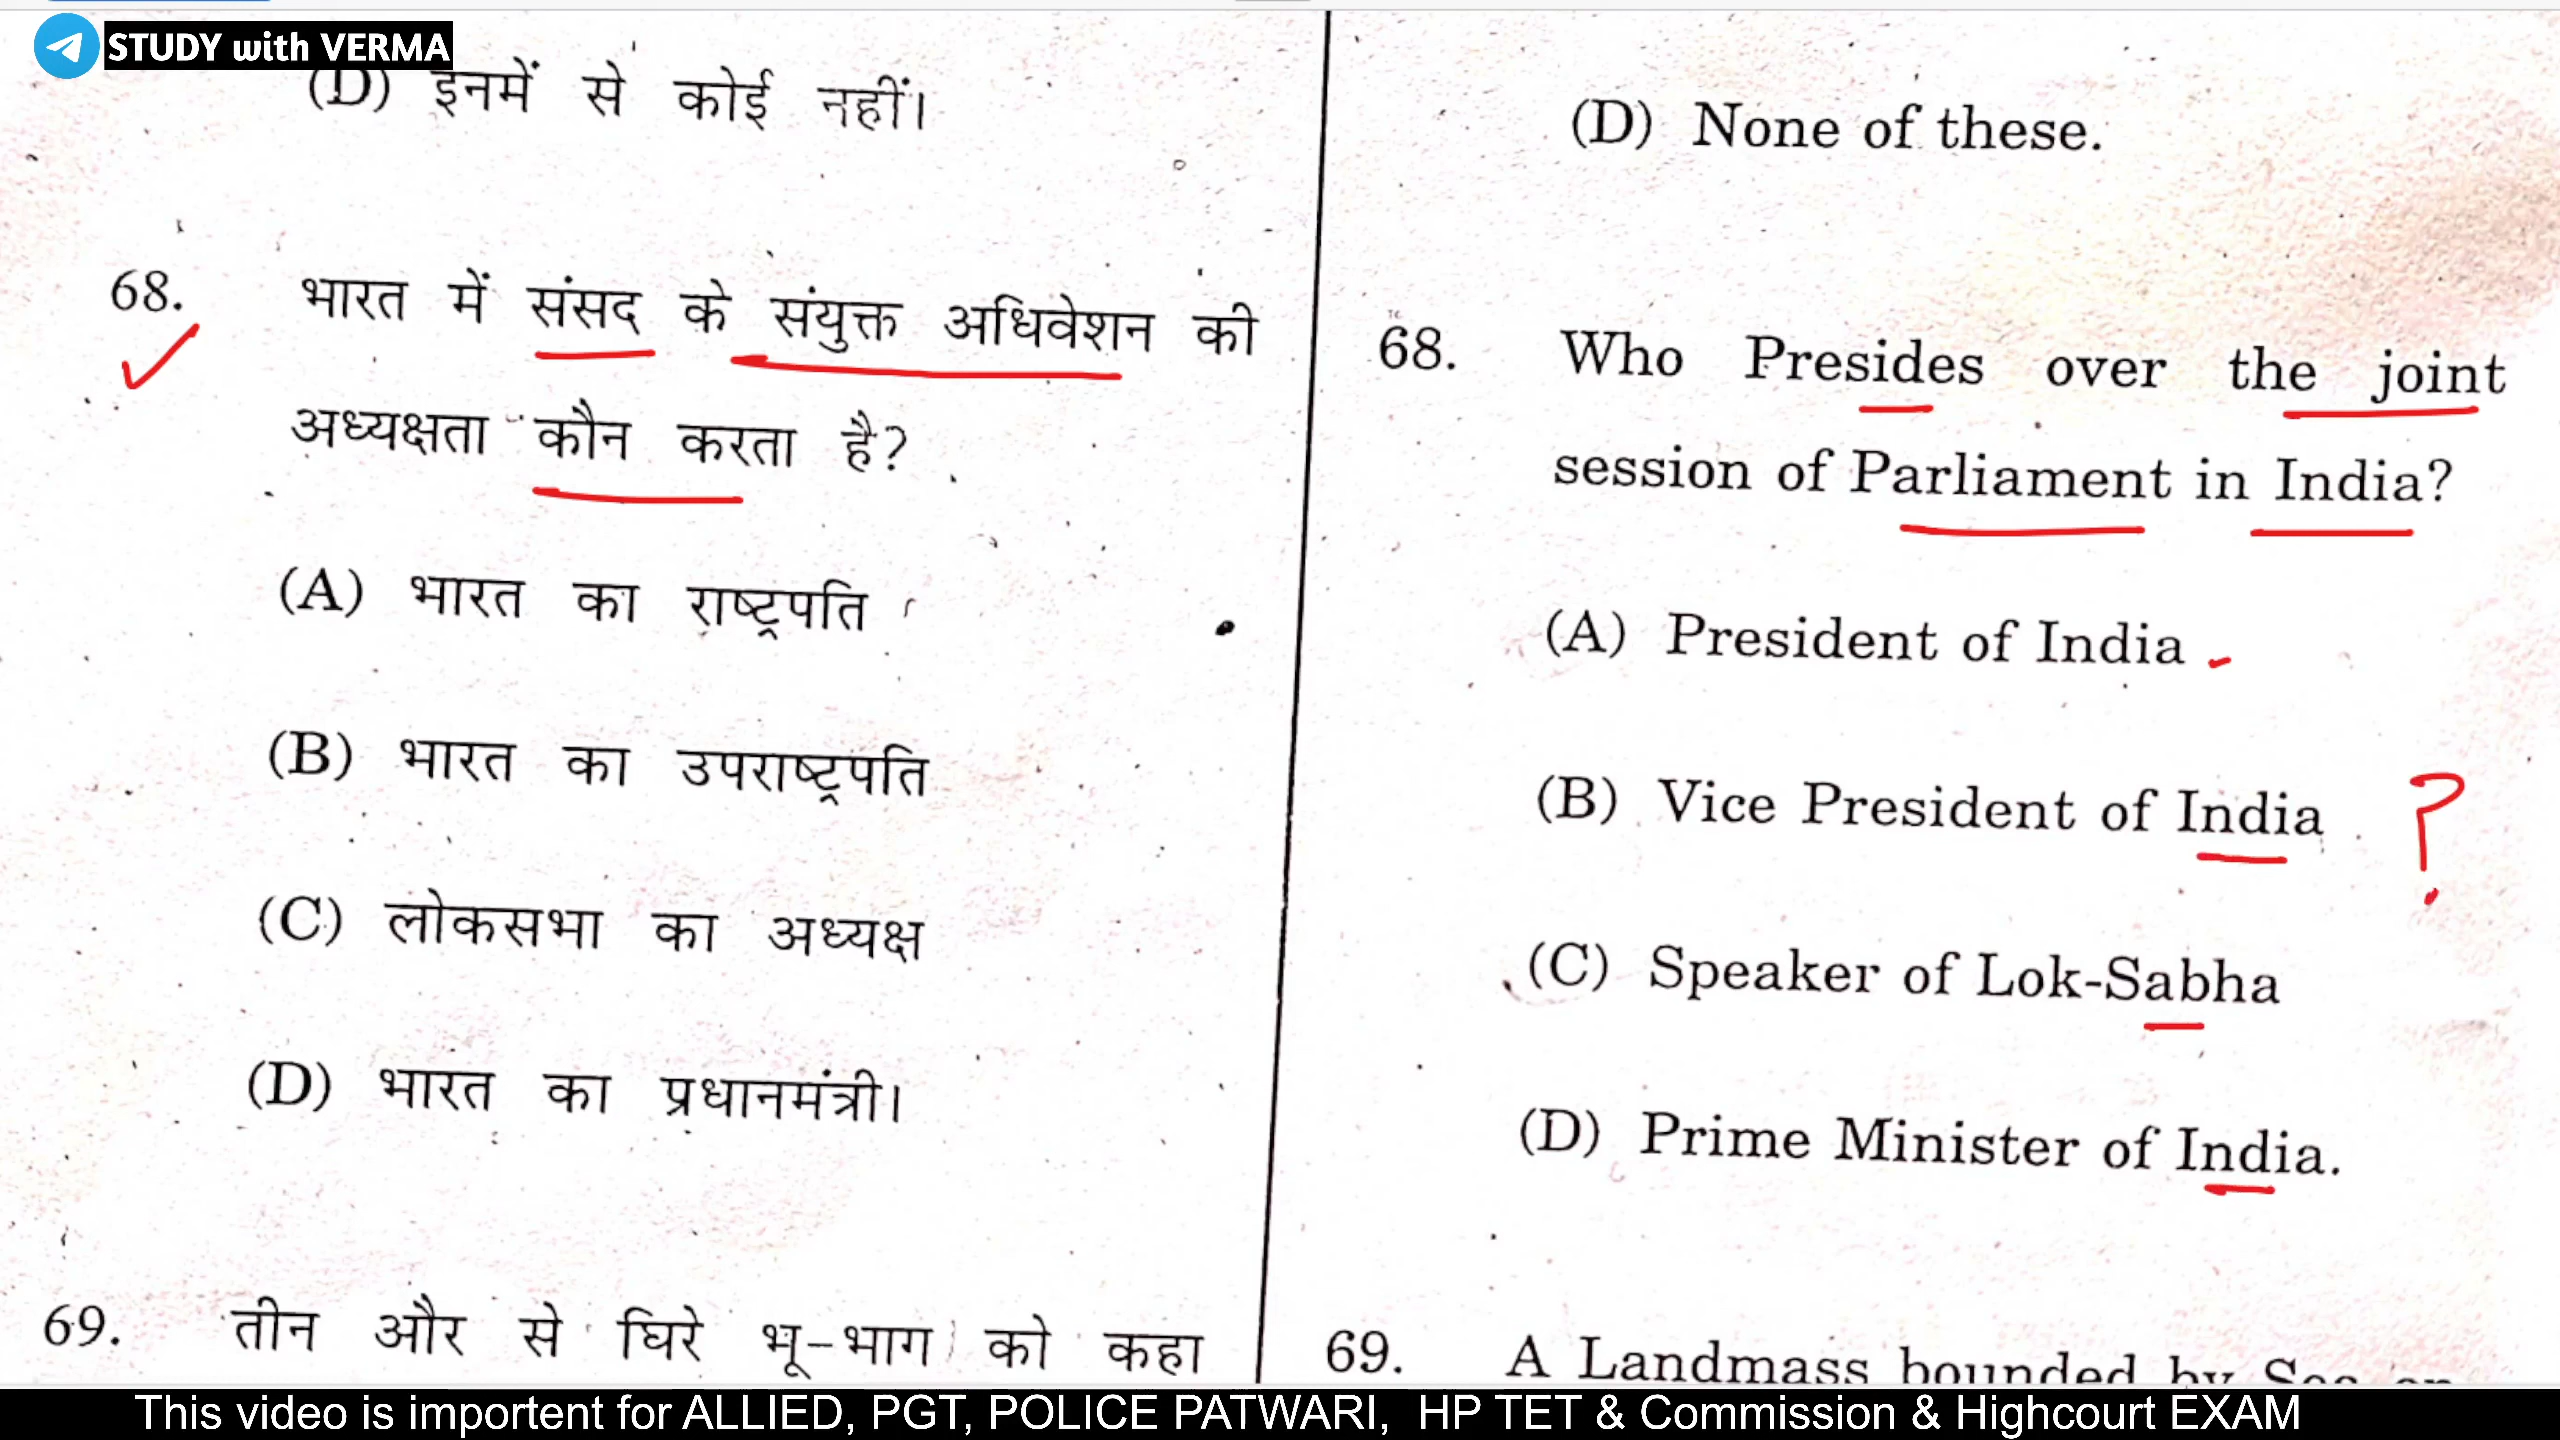 STUDY with VERMA
(D) इनमें से कोई नहीं।
68. भारत में संसद के संयुक्त अधिवेशन की
अध्यक्षता कौन करता है?
(A) भारत का राष्ट्रपति
(B) भारत का उपराष्ट्रपति
(C) लोकसभा का अध्यक्ष
(D) भारत का प्रधानमंत्री।
69. तीन और से घिरे भू-भाग को कहा
(D) None of these.
68. Who Presides over the joint
session of Parliament in India?
(A) President of India
(B) Vice President of India
?
(C) Speaker of Lok-Sabha
(D) Prime Minister of India.
69. A Landmass bounded by
This video is importent for ALLIED, PGT, POLICE PATWARI, HP TET & Commission & Highcourt EXAM